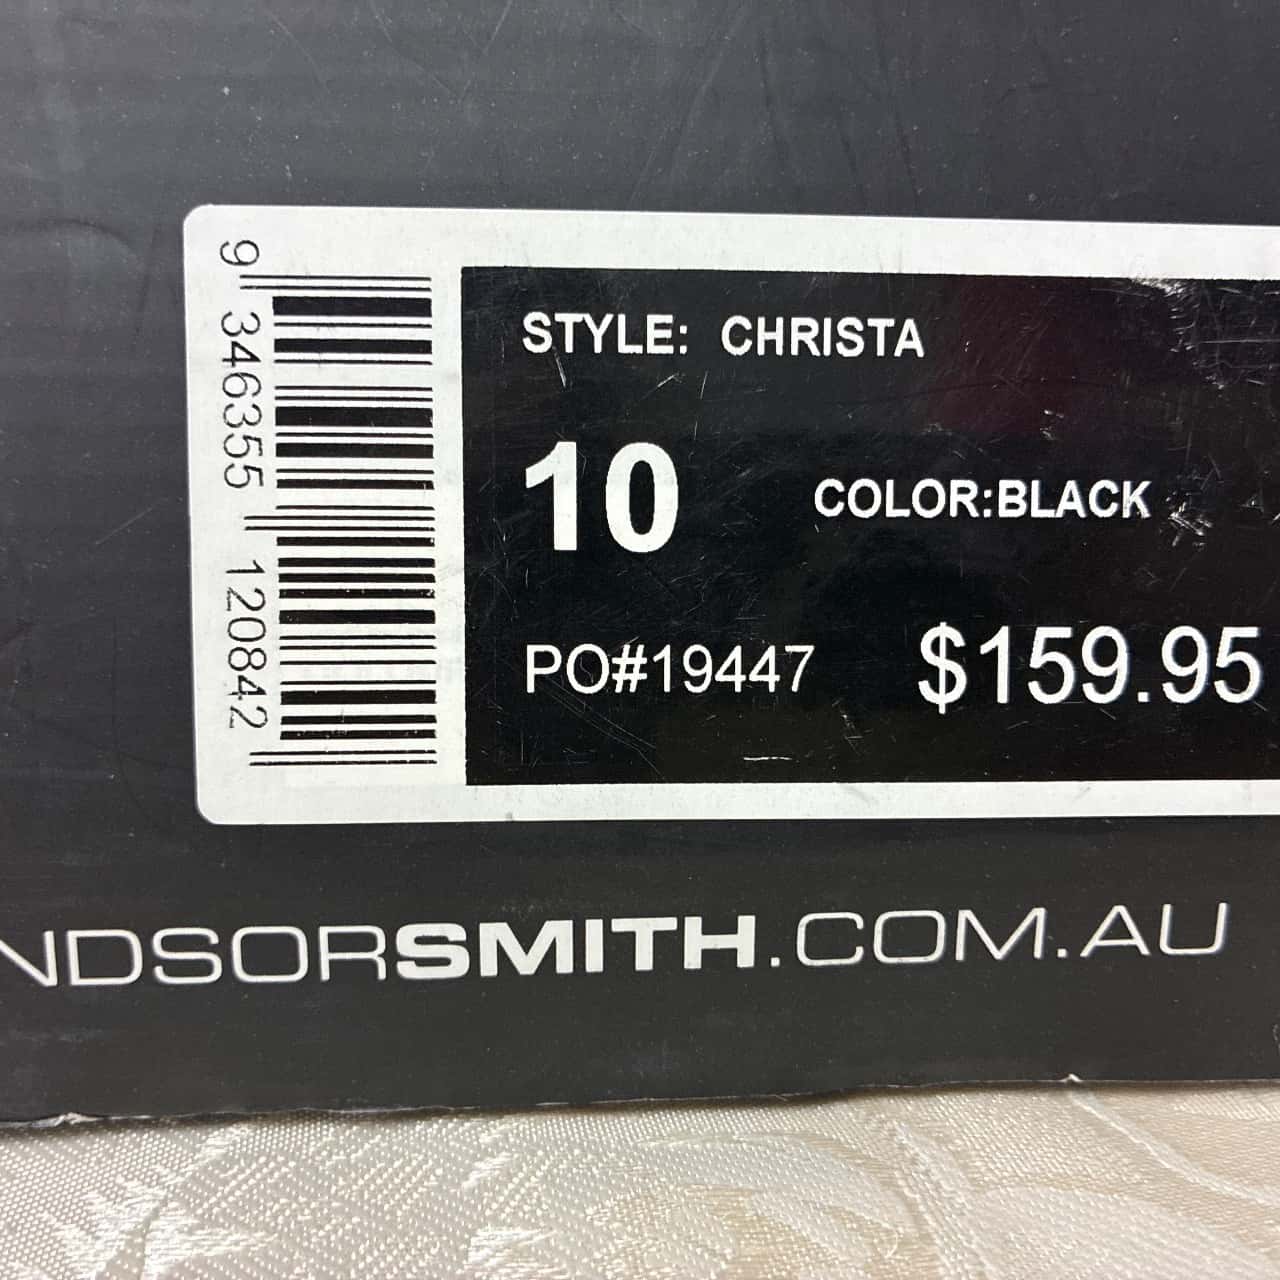 STYLE: CHRISTA
10 COLOR:BLACK
PO#19447 $159.95
9 346355 120842
NDSORSMITH.COM.AU